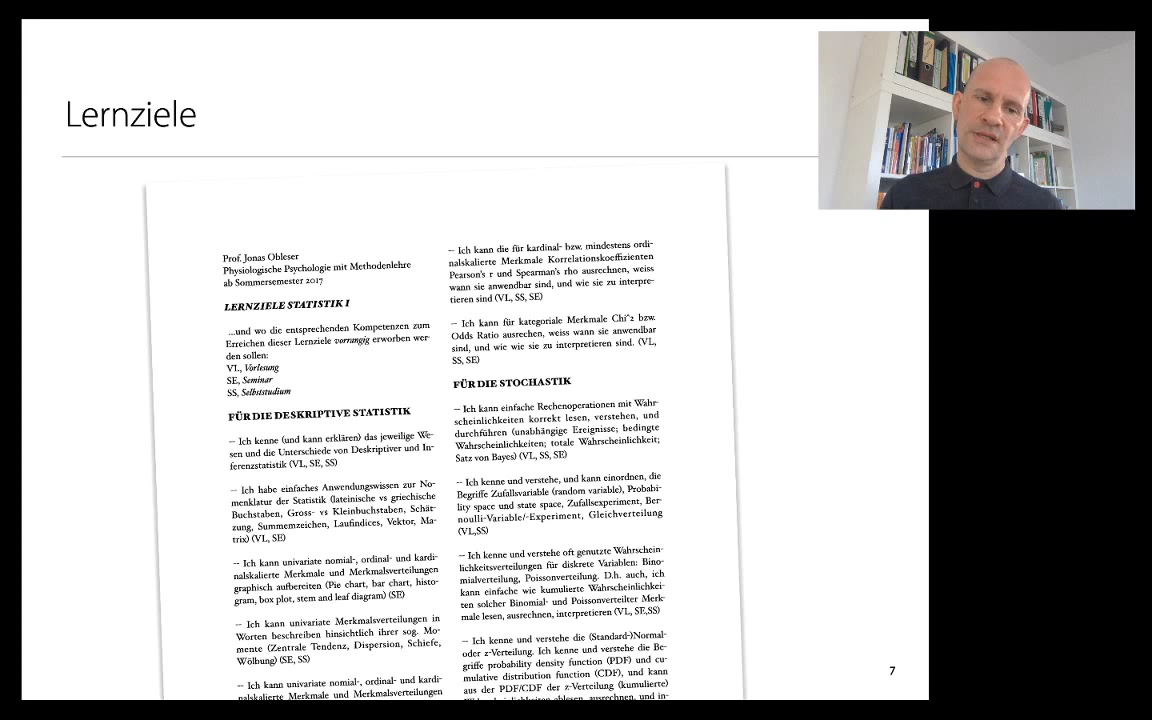 Lernziele
Prof. Jonas Obleser
Physiologische Psychologie mit Methodenlehre
ab Sommersemester 2017
LERNZIELE STATISTIK I
...und wo die entsprechenden Kompetenzen zum
Erreichen dieser Lernziele vorrangig erworben wer-
den sollen:
VL, Vorlesung
SE, Seminar
SS, Selbststudium
FÜR DIE DESKRIPTIVE STATISTIK
-- Ich kenne (und kann erklären) das jeweilige We-
sen und die Unterschiede von Deskriptiver und In-
ferenzstatistik (VL, SE, SS)
-- Ich habe einfaches Anwendungswissen zur No-
menklatur der Statistik (lateinische vs griechische
Buchstaben, Gross- vs Kleinbuchstaben, Schät-
zung, Summemzeichen, Laufindices, Vektor, Ma-
trix) (VL, SE)
-- Ich kann univariate nomial-, ordinal- und kardi-
nalskalierte Merkmale und Merkmalsverteilungen
graphisch aufbereiten (Pie chart, bar chart, histo-
gram, box plot, stem and leaf diagram) (SE)
-- Ich kann univariate Merkmalsverteilungen in
Worten beschreiben hinsichtlich ihrer sog. Mo-
mente (Zentrale Tendenz, Dispersion, Schiefe,
Wölbung) (SE, SS)
-- Ich kann univariate nomial-, ordinal- und kardi-
nalskalierte Merkmale und Merkmalsverteilungen
-- Ich kann die für kardinal- bzw. mindestens ordi-
nalskalierte Merkmale Korrelationskoeffizienten
Pearson's r und Spearman's rho ausrechnen, weiss
wann sie anwendbar sind, und wie sie zu interpre-
tieren sind (VL, SS, SE)
-- Ich kann für kategoriale Merkmale Chi^2 bzw.
Odds Ratio ausrechen, weiss wann sie anwendbar
sind, und wie wie sie zu interpretieren sind. (VL,
SS, SE)
FÜR DIE STOCHASTIK
-- Ich kann einfache Rechenoperationen mit Wahr-
scheinlichkeiten korrekt lesen, verstehen, und
durchführen (unabhängige Ereignisse; bedingte
Wahrscheinlichkeiten; totale Wahrscheinlichkeit;
Satz von Bayes) (VL, SS, SE)
-- Ich kenne und verstehe, und kann einordnen, die
Begriffe Zufallsvariable (random variable), Probabi-
lity space und state space, Zufallsexperiment, Ber-
noulli-Variable/-Experiment, Gleichverteilung
(VL,SS)
-- Ich kenne und verstehe oft genutzte Wahrschein-
lichkeitsverteilungen für diskrete Variablen: Bino-
mialverteilung, Poissonverteilung. D.h. auch, ich
kann einfache wie kumulierte Wahrscheinlichkei-
ten solcher Binomial- und Poissonverteilter Merk-
male lesen, ausrechnen, interpretieren (VL, SE,SS)
-- Ich kenne und verstehe die (Standard-)Normal-
oder z-Verteilung. Ich kenne und verstehe die Be-
griffe probability density function (PDF) und cu-
mulative distribution function (CDF), und kann
aus der PDF/CDF der z-Verteilung (kumulierte)
7